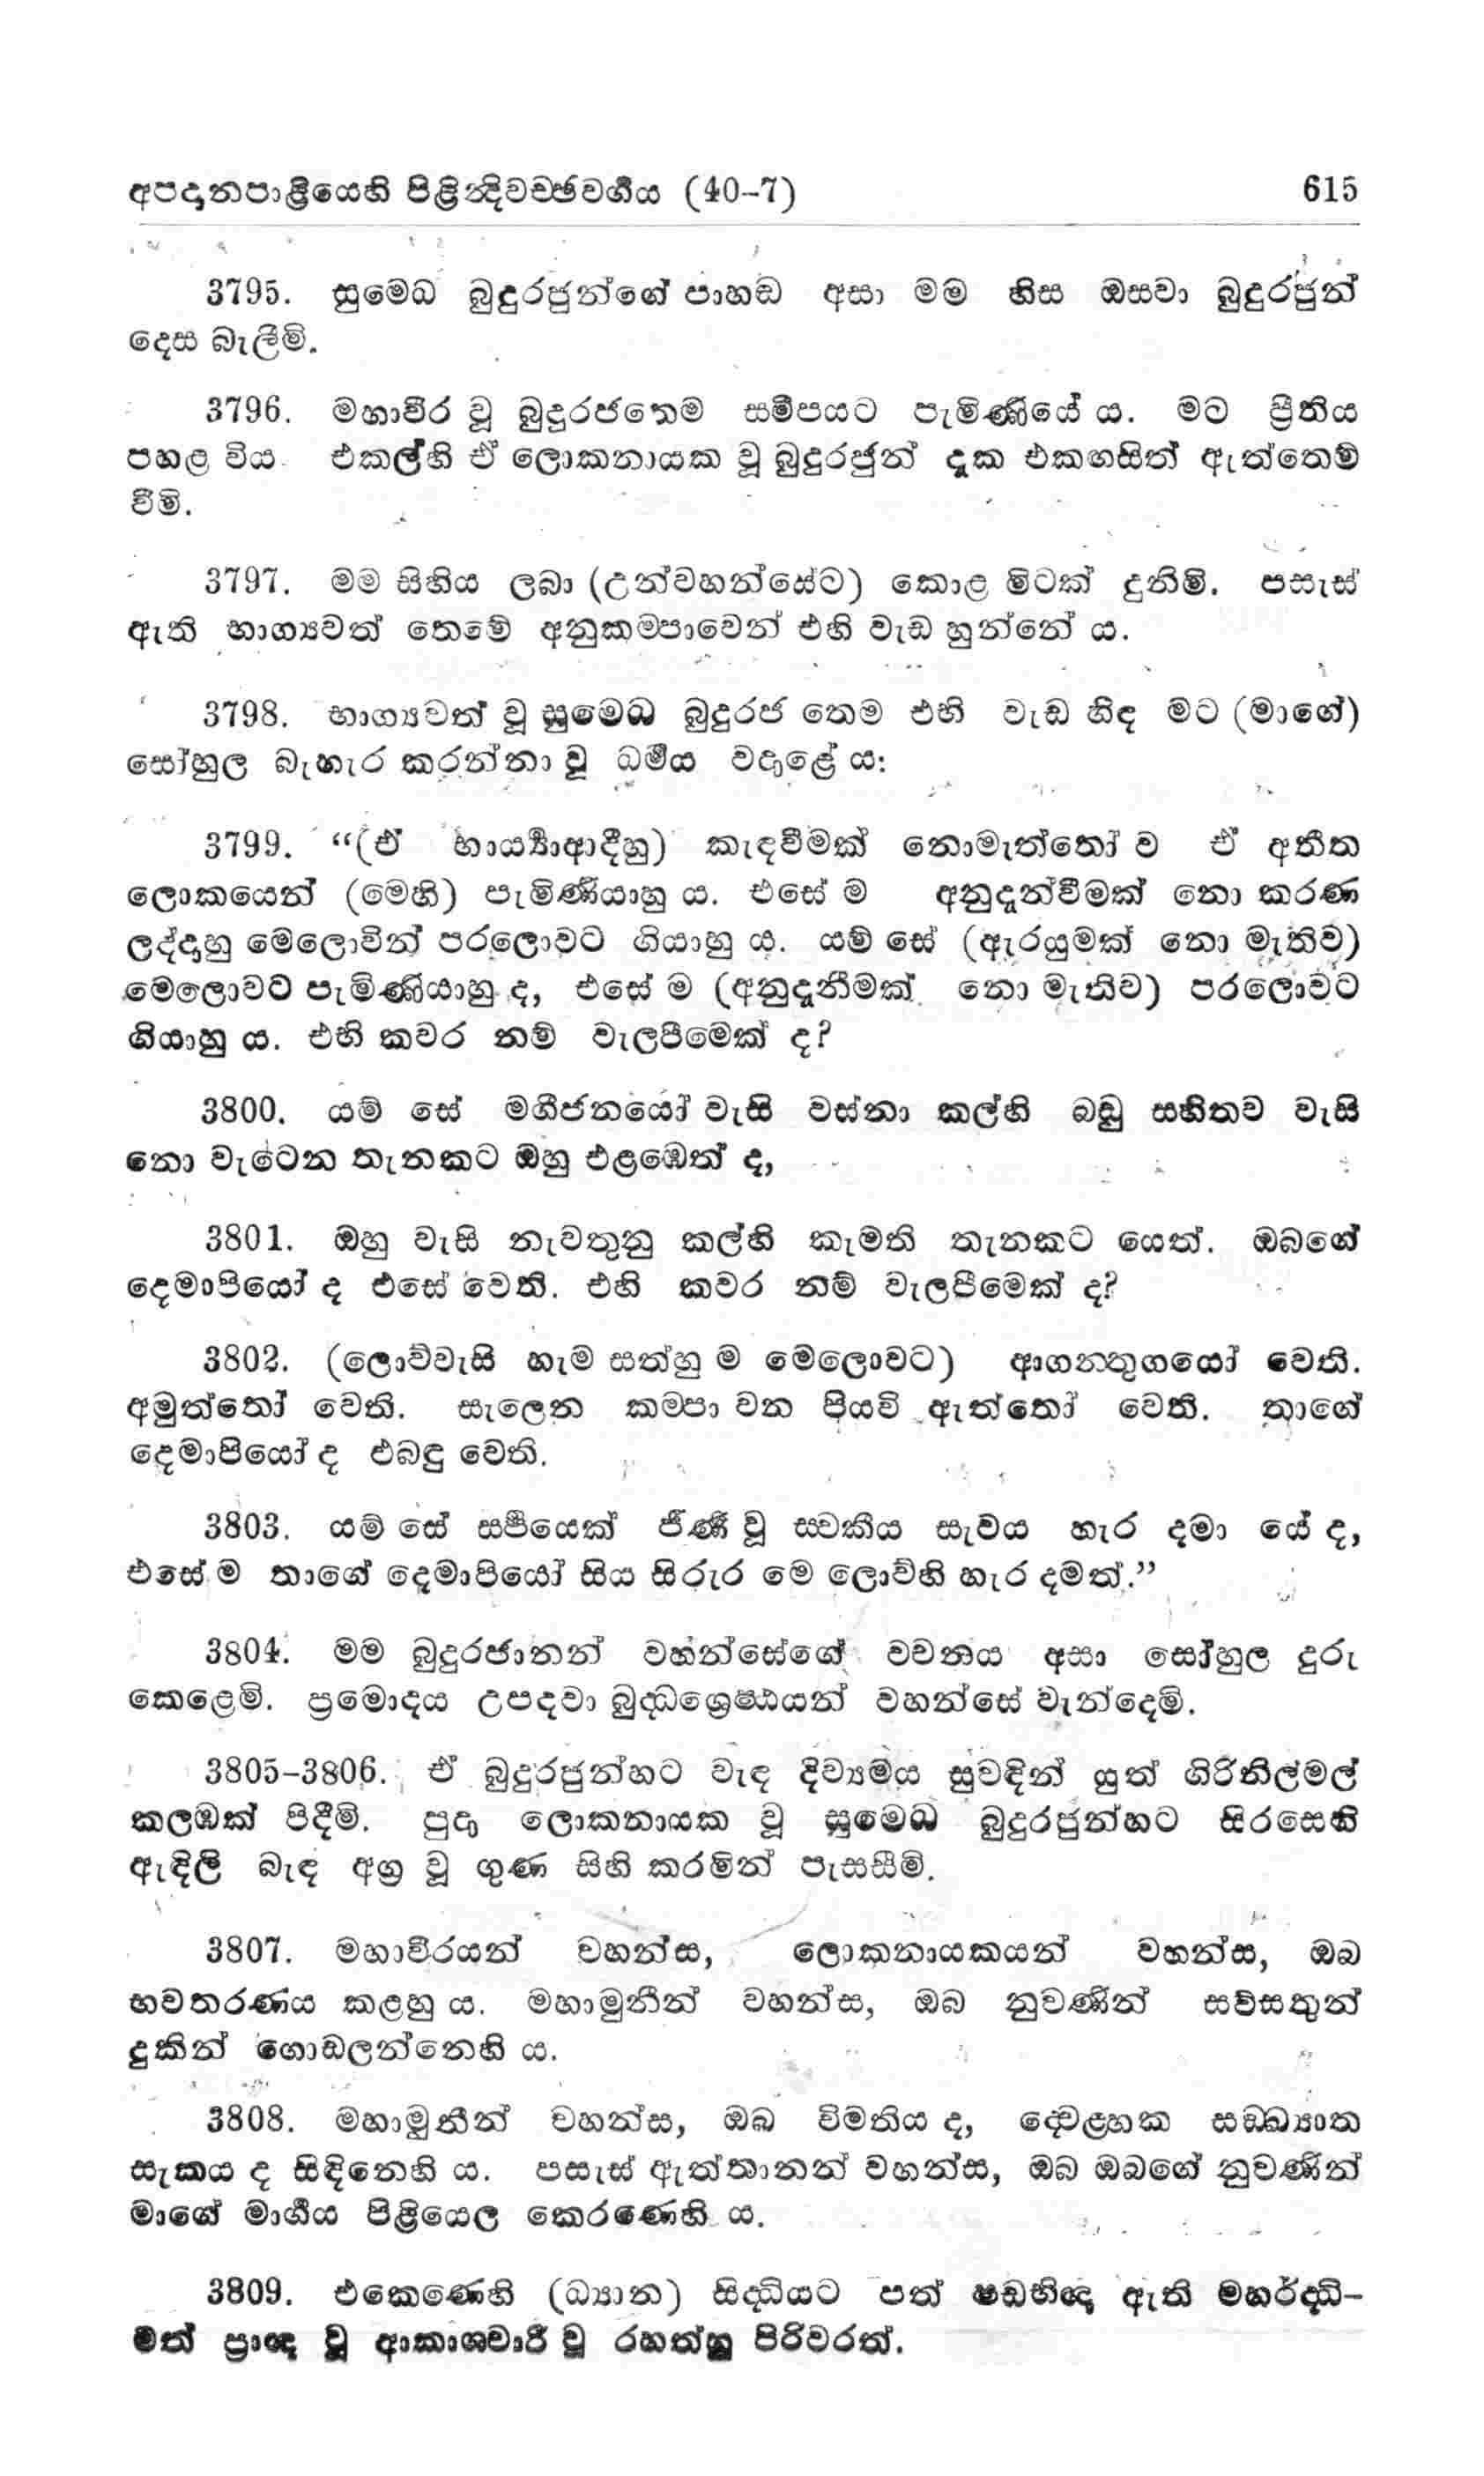 අපදානපාළියෙහි පිළින්‍දිවච්ඡවර්‍ගය (40-7) 615
3795. සුමෙධ බුදුරජුන්ගේ පාහඬ අසා මම හිස ඔසවා බුදුරජුන්
දෙස බැලීමි.
3796. මහාවීර වූ බුදුරජතෙම සමීපයට පැමිණියේ ය. මට ප්‍රීතිය
පහළ විය. එකල්හි ඒ ලොකනායක වූ බුදුරජුන් දැක එකඟසිත් ඇත්තෙම්
වීමි.
3797. මම සිහිය ලබා (උන්වහන්සේට) කොළ මිටක් දුනිමි. පසැස්
ඇති භාග්‍යවත් තෙමේ අනුකම්පාවෙන් එහි වැඩ හුන්නේ ය.
3798. භාග්‍යවත් වූ සුමෙධ බුදුරජ තෙම එහි වැඩ හිඳ මට (මාගේ)
සෝහුල බැහැර කරන්නා වූ ධර්‍මය වදාළේ ය:
3799. “(ඒ භාර්‍ය්‍යාආදීහු) කැඳවීමක් නොමැත්තෝ ව ඒ අතීත
ලොකයෙන් (මෙහි) පැමිණියාහු ය. එසේ ම අනුදැන්වීමක් නො කරණ
ලද්දාහු මෙලොවින් පරලොවට ගියාහු ය. යම් සේ (ඇරයුමක් නො මැතිව)
මෙලොවට පැමිණියාහු ද, එසේ ම (අනුදැනීමක් නො මැතිව) පරලොවට
ගියාහු ය. එහි කවර නම් වැලපීමෙක් ද?
3800. යම් සේ මගීජනයෝ වැසි වස්නා කල්හි බඩු සහිතව වැසි
නො වැටෙන තැනකට ඔහු එළඹෙත් ද,
3801. ඔහු වැසි නැවතුනු කල්හි කැමති තැනකට යෙත්. ඔබගේ
දෙමාපියෝ ද එසේ වෙති. එහි කවර නම් වැලපීමෙක් ද?
3802. (ලොව්වැසි හැම සත්හු ම මෙලොවට) ආගන්‍තුගයෝ වෙති.
අමුත්තෝ වෙති. සැලෙන කම්පා වන පියවි ඇත්තෝ වෙති. තාගේ
දෙමාපියෝ ද එබඳු වෙති.
3803. යම් සේ සර්‍පයෙක් ජීර්‍ණ වූ ස්වකීය සැවය හැර දමා යේ ද,
එසේ ම තාගේ දෙමාපියෝ සිය සිරුර මෙ ලොව්හි හැර දමත්.”
3804. මම බුදුරජානන් වහන්සේගේ වචනය අසා සෝහුල දුරු
කෙළෙමි. ප්‍රමොදය උපදවා බුද්ධශ්‍රෙෂ්ඨයන් වහන්සේ වැන්දෙමි.
3805-3806. ඒ බුදුරජුන්හට වැඳ දිව්‍යමය සුවඳින් යුත් ගිරිනිල්මල්
කලඹක් පිදීමි. පුදා ලොකනායක වූ සුමෙධ බුදුරජුන්හට සිරසෙහි
ඇඳිලි බැඳ අග්‍ර වූ ගුණ සිහි කරමින් පැසසීමි.
3807. මහාවීරයන් වහන්ස, ලොකනායකයන් වහන්ස, ඔබ
භවතරණය කළහු ය. මහාමුනීන් වහන්ස, ඔබ නුවණින් සව්සතුන්
දුකින් ගොඩලන්නෙහි ය.
3808. මහාමුනීන් වහන්ස, ඔබ විමතිය ද, ද්වෙළ්හක සඞ්ඛ්‍යාත
සැකය ද සිඳිනෙහි ය. පසැස් ඇත්තානන් වහන්ස, ඔබ ඔබගේ නුවණින්
මාගේ මාර්‍ගය පිළියෙල කෙරණෙහි ය.
3809. එකෙණෙහි (ධ්‍යාන) සිද්ධියට පත් ෂඩභිඥ ඇති මහර්ද්ධි-
මත් ප්‍රාඥ වූ ආකාශචාරී වූ රහත්හු පිරිවරත්.